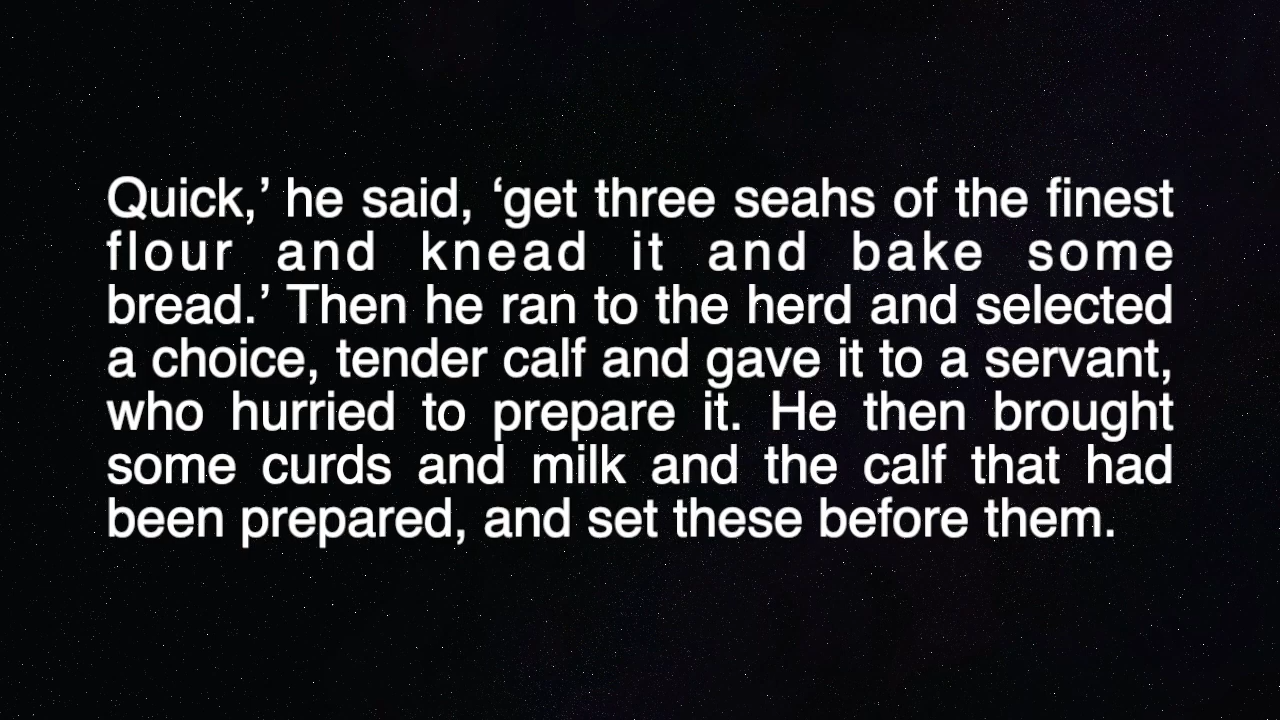 Quick,’ he said, ‘get three seahs of the finest
flour and knead it and bake some
bread.’ Then he ran to the herd and selected
a choice, tender calf and gave it to a servant,
who hurried to prepare it. He then brought
some curds and milk and the calf that had
been prepared, and set these before them.